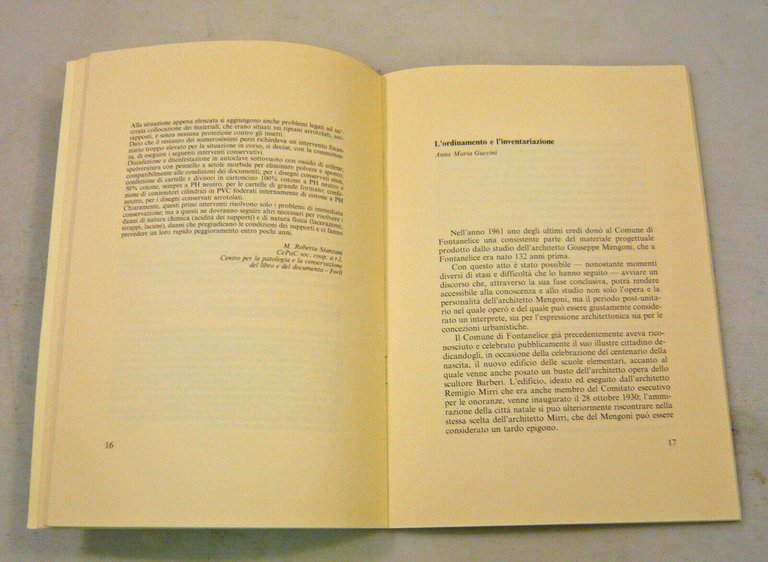 Alla situazione appena elencata si aggiungono anche problemi legati ad un'er-
rata collocazione dei materiali, che erano situati sui ripiani arrotolati, sov-
rapposti, e senza nessuna protezione contro gli insetti.
Dato che il restauro dei numerosissimi pezzi richiedeva un intervento finan-
ziario troppo elevato per la situazione in corso, si decise, con la committen-
za, di eseguire i seguenti interventi conservativi.
Disinfezione e disinfestazione in autoclave sottovuoto con ossido di etilene;
spolveratura con pennello a setole morbide per eliminare polvere e sporco,
compatibilmente alle condizioni dei documenti; per i disegni conservati stesi,
confezione di cartelle e divisori in cartoncino 100% cotone a PH neutro e
50% cotone, sempre a PH neutro, per le cartelle di grande formato; confe-
zione di contenitori cilindrici in PVC foderati internamente di cotone a PH
neutro, per i disegni conservati arrotolati.
Chiaramente, questi primi interventi risolvono solo i problemi di immediata
conservazione; ma a questi ne dovranno seguire altri necessari per risolvere i
danni di natura chimica (acidità dei supporti) e di natura fisica (lacerazioni,
strappi, lacune), danni che pregiudicano le condizioni dei supporti e ci fanno
prevedere un loro rapido peggioramento entro pochi anni.
M. Roberta Stanzani
CePaC soc. coop. a r.l.
Centro per la patologia e la conservazione
del libro e del documento - Forlì
16
L'ordinamento e l'inventariazione
Anna Maria Guccini
Nell'anno 1961 uno degli ultimi eredi donò al Comune di
Fontanelice una consistente parte del materiale progettuale
prodotto dallo studio dell'architetto Giuseppe Mengoni, che a
Fontanelice era nato 132 anni prima.
Con questo atto è stato possibile — nonostante momenti
diversi di stasi e difficoltà che lo hanno seguito — avviare un
discorso che, attraverso la sua fase conclusiva, potrà rendere
accessibile alla conoscenza e allo studio non solo l'opera e la
personalità dell'architetto Mengoni, ma il periodo post-unita-
rio nel quale operò e del quale può essere giustamente conside-
rato un interprete, sia per l'espressione architettonica sia per le
concezioni urbanistiche.
Il Comune di Fontanelice già precedentemente aveva rico-
nosciuto e celebrato pubblicamente il suo illustre cittadino de-
dicandogli, in occasione della celebrazione del centenario della
nascita, il nuovo edificio delle scuole elementari, accanto al
quale venne anche posato un busto dell'architetto opera dello
scultore Barberi. L'edificio, ideato ed eseguito dall'architetto
Remigio Mirri che era anche membro del Comitato esecutivo
per le onoranze, venne inaugurato il 28 ottobre 1930; l'ammi-
razione della città natale si può ulteriormente riscontrare nella
stessa scelta dell'architetto Mirri, che del Mengoni può essere
considerato un tardo epigono.
17